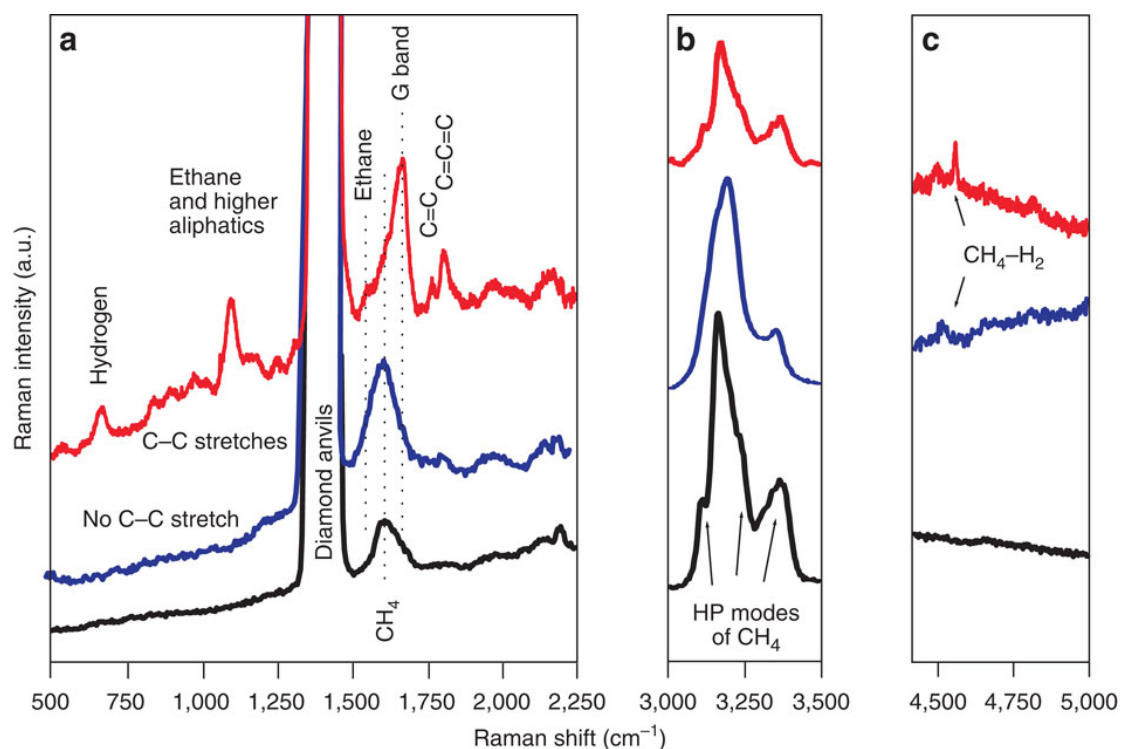 a
b
c
G band
Ethane
C=C
C=C=C
Ethane
and higher
aliphatics
Hydrogen
C–C stretches
No C–C stretch
Diamond anvils
CH₄
HP modes
of CH₄
CH₄–H₂
Raman intensity (a.u.)
500 750 1,000 1,250 1,500 1,750 2,000 2,250
3,000 3,250 3,500
4,500 4,750 5,000
Raman shift (cm⁻¹)